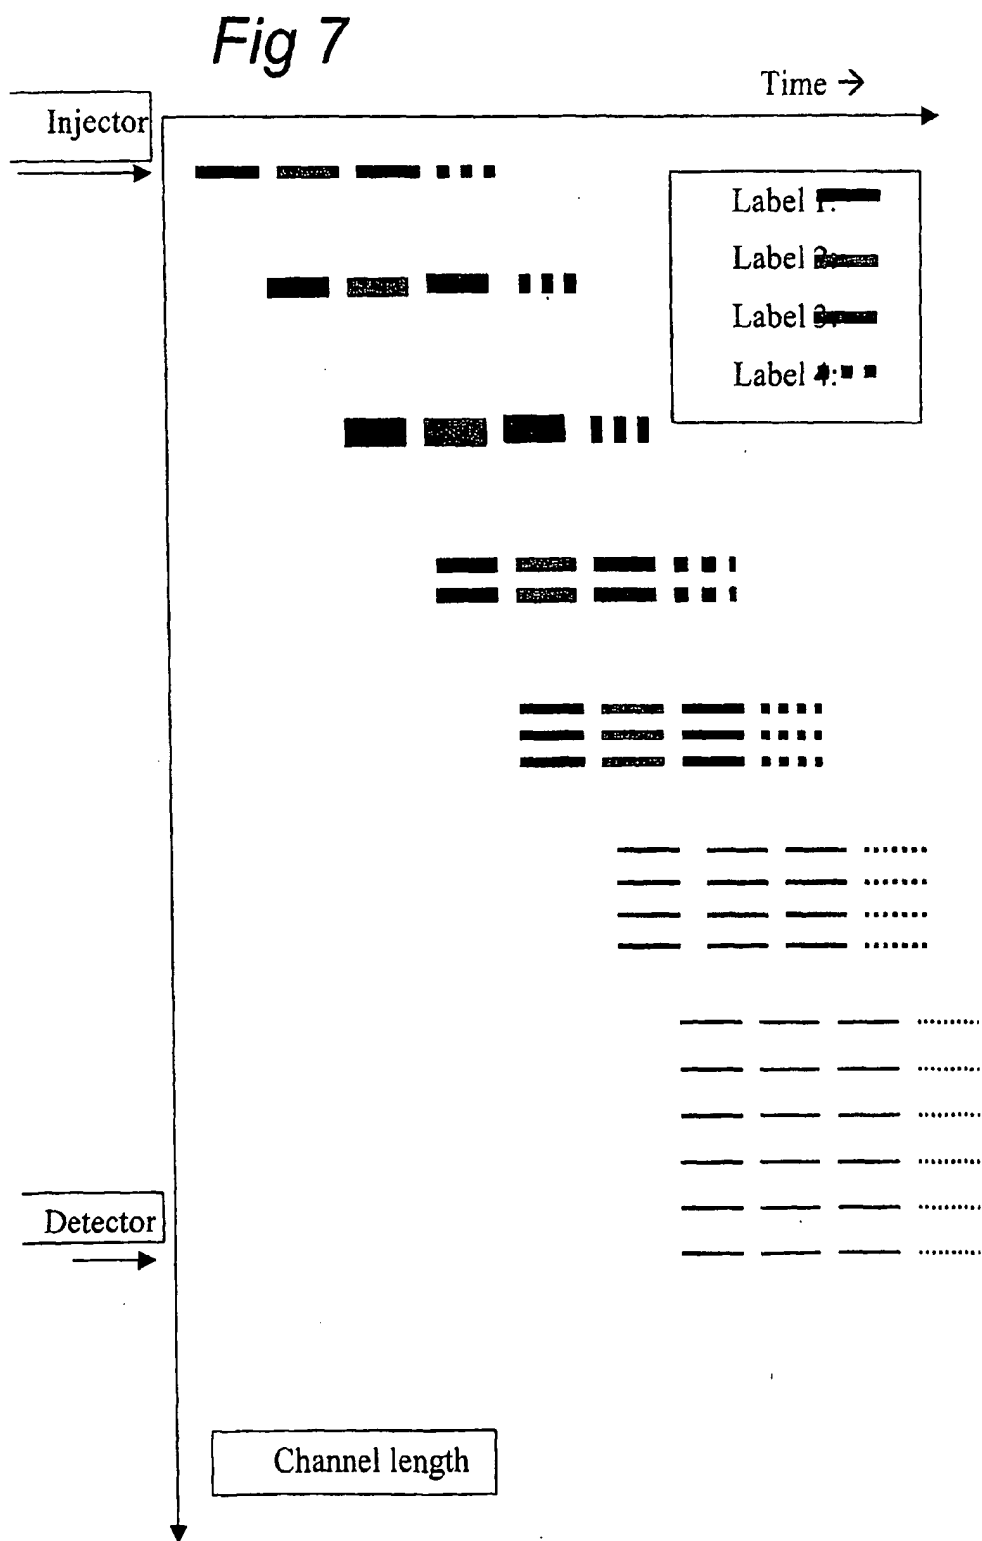 Fig 7
Time →
Injector
Label 1:
Label 2:
Label 3:
Label 4:
Detector
Channel length